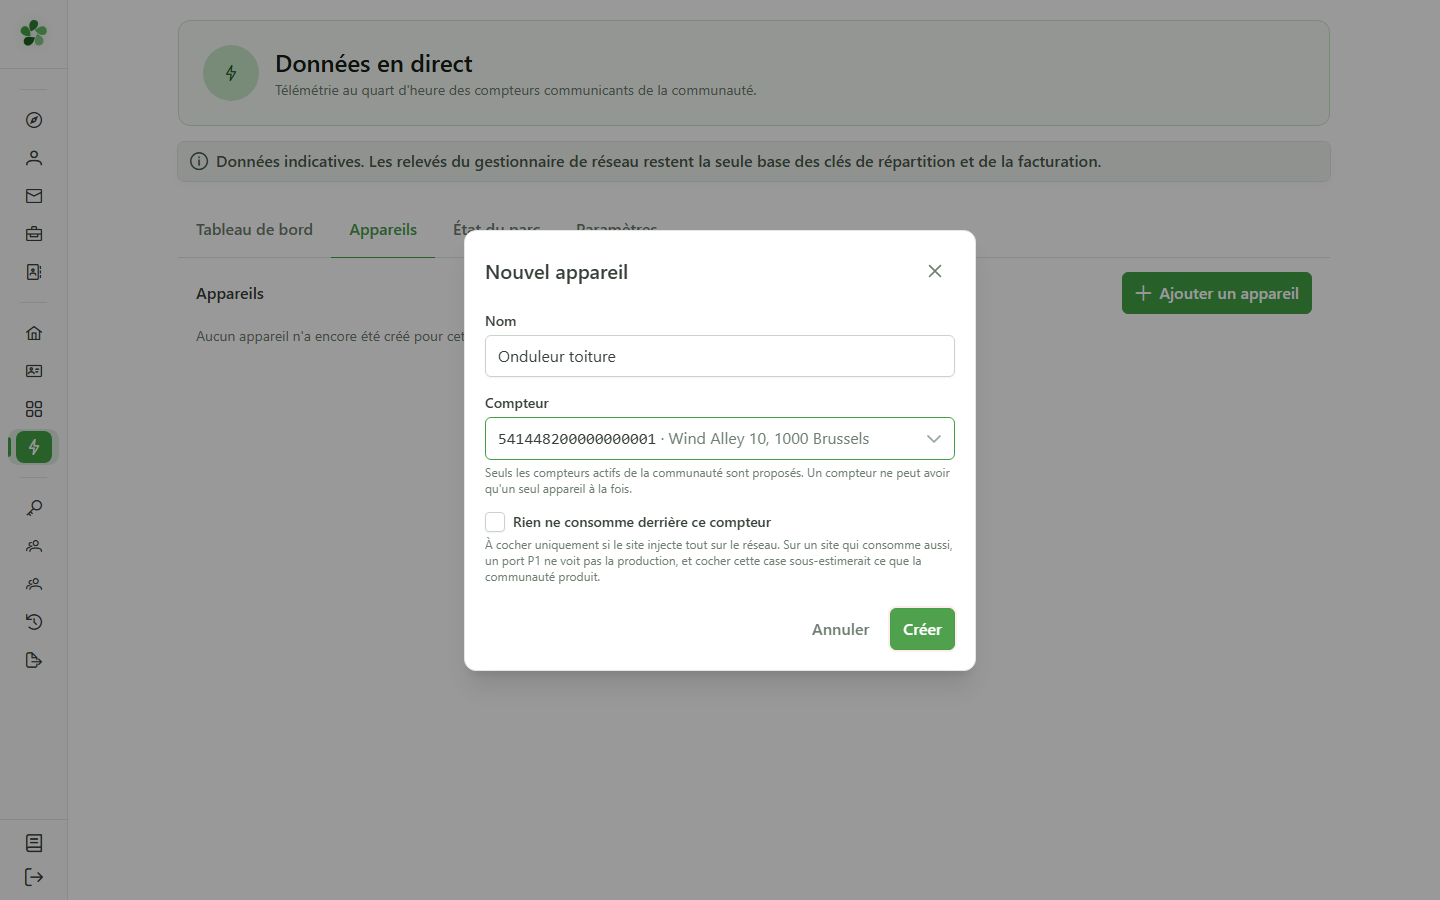 Données en direct
Télémétrie au quart d'heure des compteurs communicants de la communauté.
Données indicatives. Les relevés du gestionnaire de réseau restent la seule base des clés de répartition et de la facturation.
Tableau de bord
Appareils
État du parc
Paramètres
Appareils
Ajouter un appareil
Aucun appareil n'a encore été créé pour cet
Nouvel appareil
Nom
Onduleur toiture
Compteur
541448200000000001 · Wind Alley 10, 1000 Brussels
Seuls les compteurs actifs de la communauté sont proposés. Un compteur ne peut avoir
qu'un seul appareil à la fois.
Rien ne consomme derrière ce compteur
À cocher uniquement si le site injecte tout sur le réseau. Sur un site qui consomme aussi,
un port P1 ne voit pas la production, et cocher cette case sous-estimerait ce que la
communauté produit.
Annuler
Créer